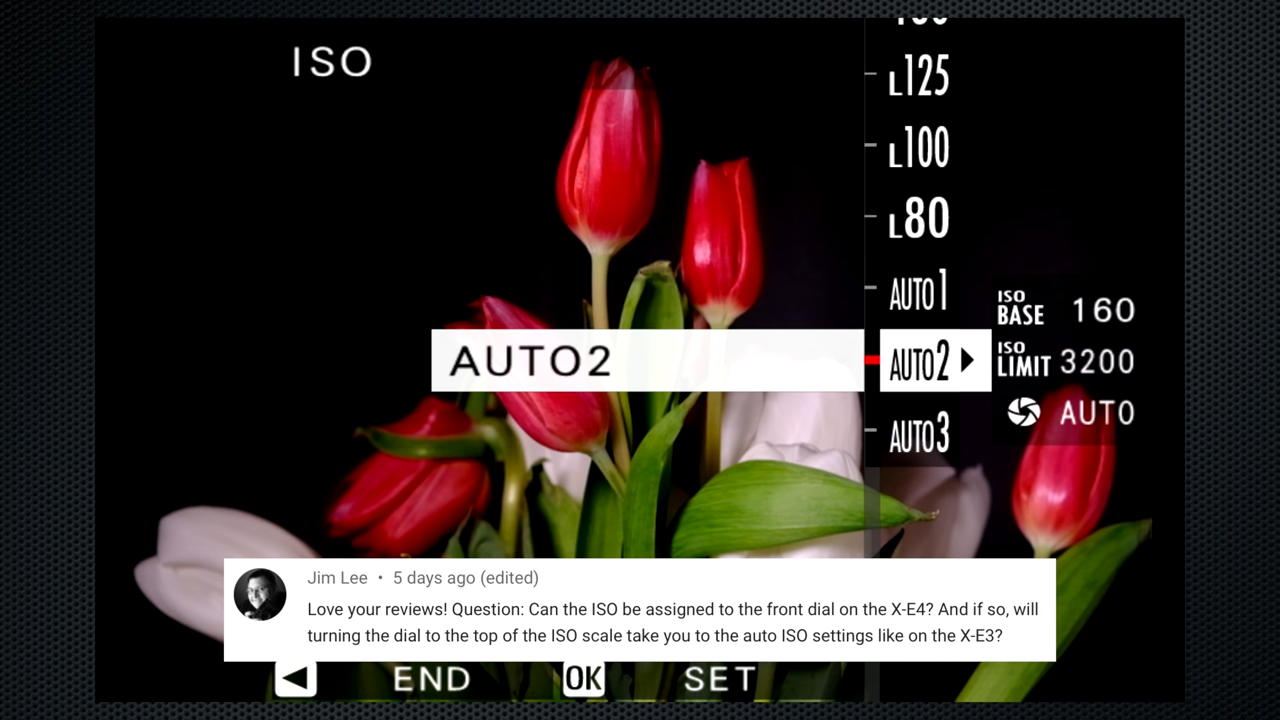 ISO
L125
L100
L80
AUTO1
ISO BASE 160
AUTO2
AUTO2
ISO LIMIT 3200
AUTO
AUTO3
Jim Lee • 5 days ago (edited)
Love your reviews! Question: Can the ISO be assigned to the front dial on the X-E4? And if so, will
turning the dial to the top of the ISO scale take you to the auto ISO settings like on the X-E3?
END OK SET